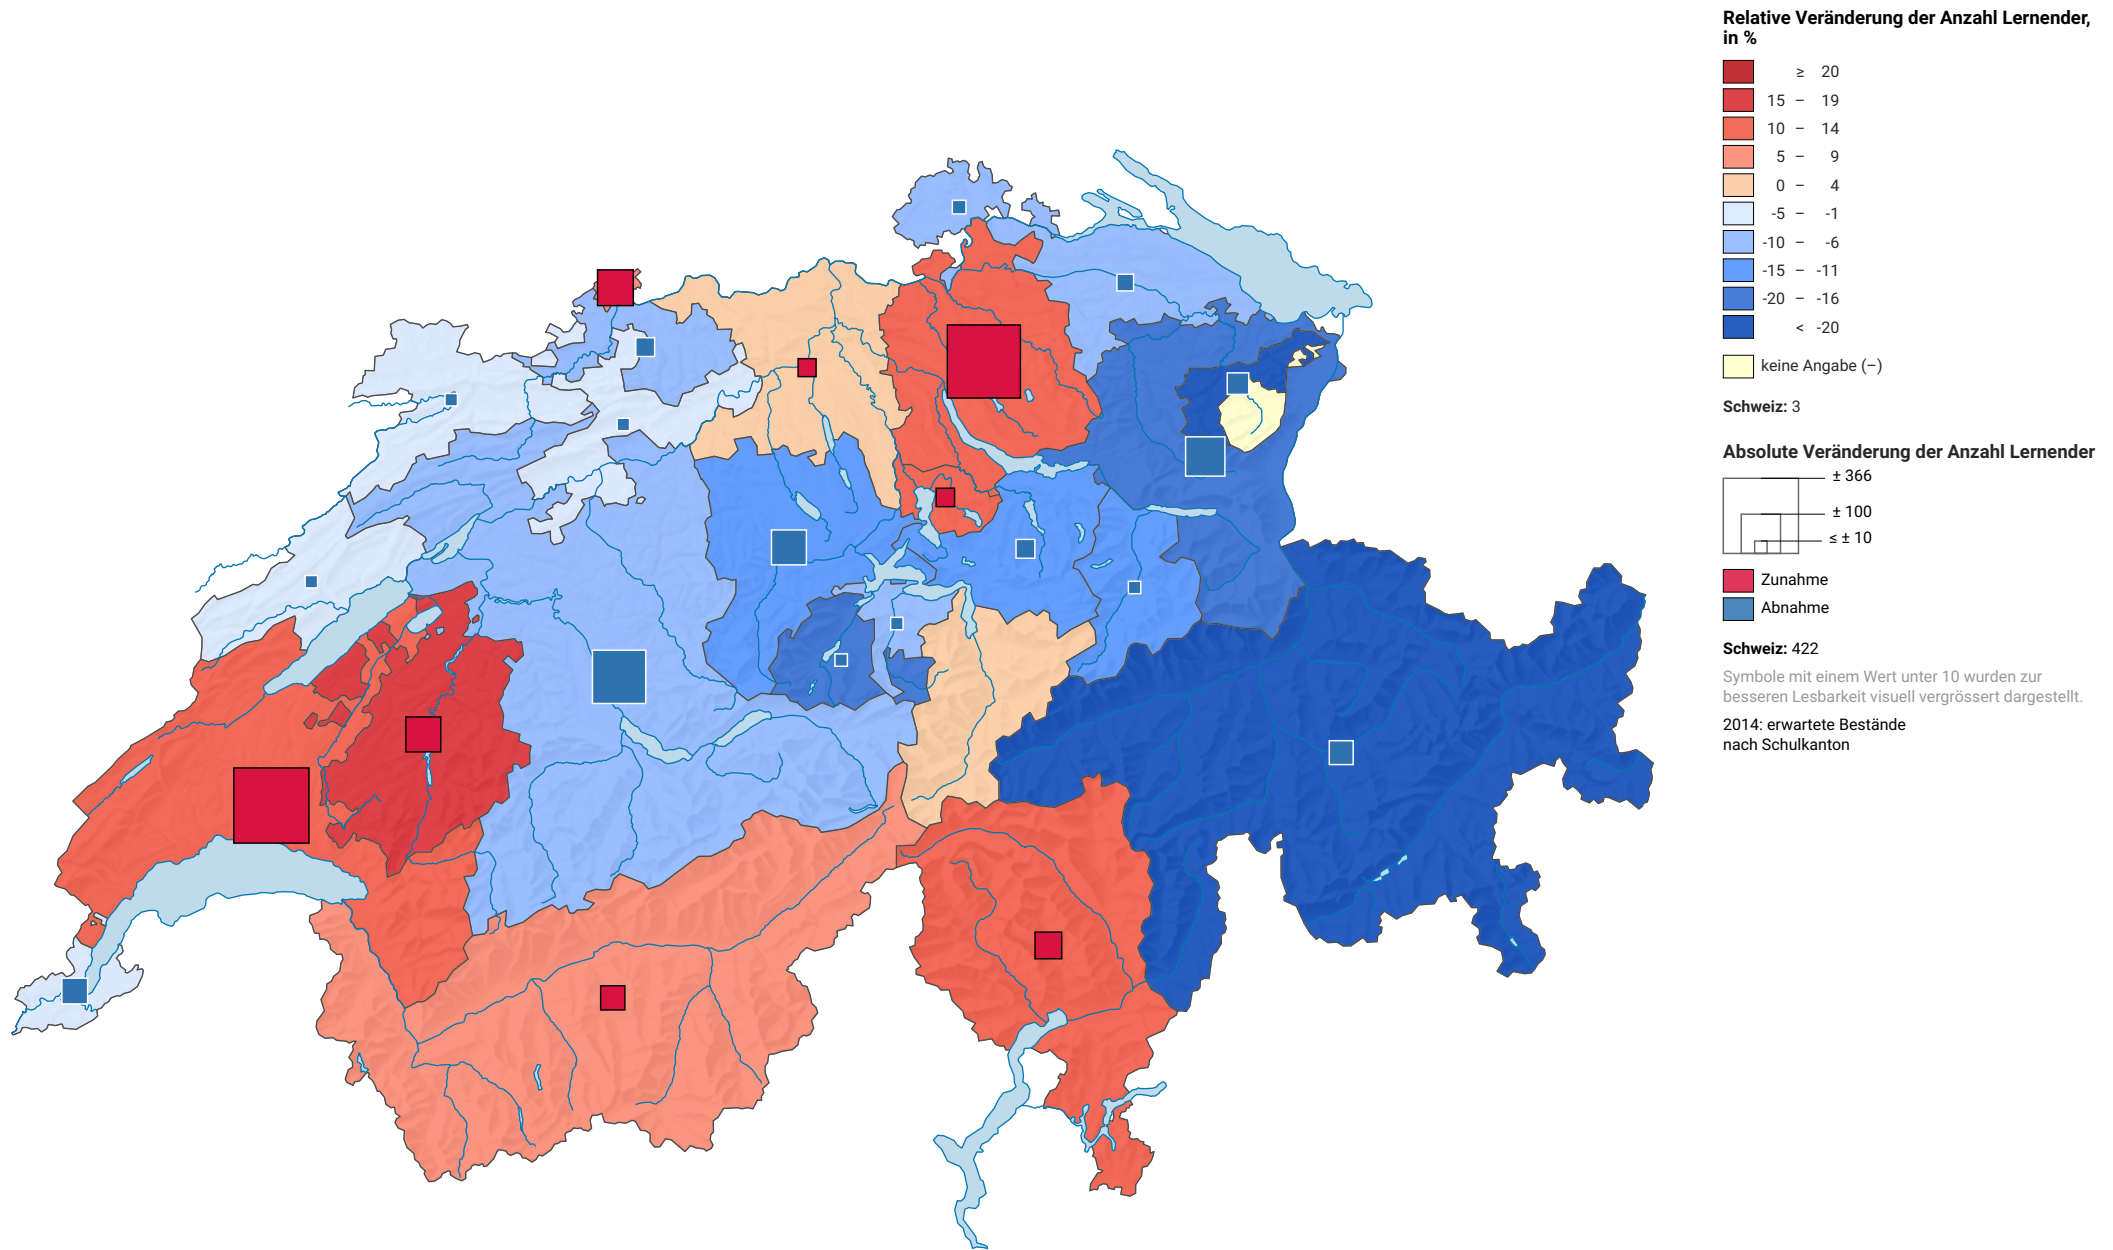 Relative Veränderung der Anzahl Lernender,
in %
≥ 20
15 – 19
10 – 14
5 – 9
0 – 4
-5 – -1
-10 – -6
-15 – -11
-20 – -16
< -20
keine Angabe (–)
Schweiz: 3
Absolute Veränderung der Anzahl Lernender
± 366
± 100
≤ ± 10
Zunahme
Abnahme
Schweiz: 422
Symbole mit einem Wert unter 10 wurden zur
besseren Lesbarkeit visuell vergrössert dargestellt.
2014: erwartete Bestände
nach Schulkanton